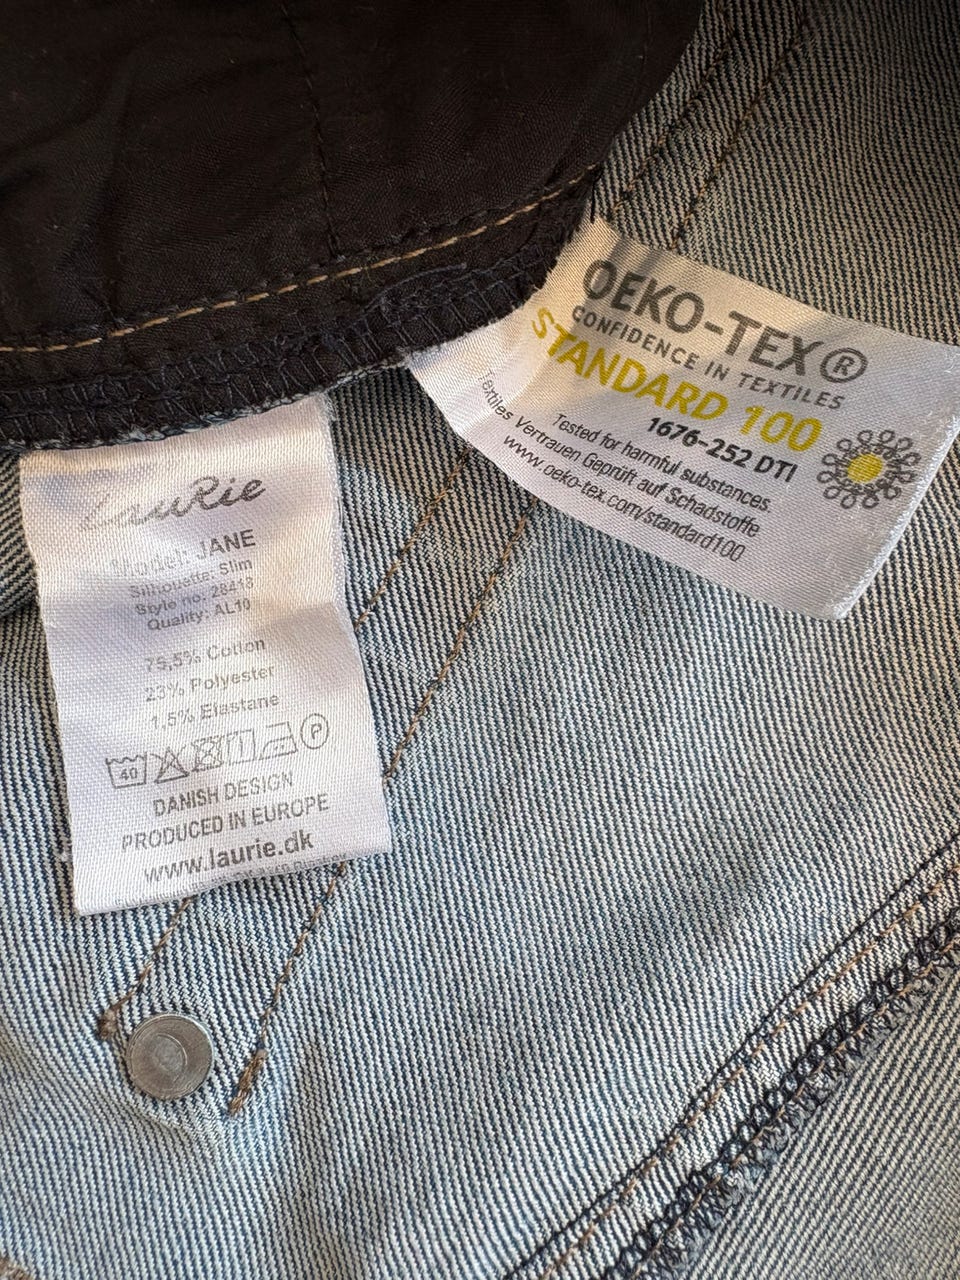 LauRie
Model: JANE
Silhouette: Slim
Style no. 28418
Quality: AL10
75,5% Cotton
23% Polyester
1,5% Elastane
40
P
DANISH DESIGN
PRODUCED IN EUROPE
www.laurie.dk
OEKO-TEX®
CONFIDENCE IN TEXTILES
STANDARD 100
1676-252 DTI
Tested for harmful substances.
Textiles Vertrauen Geprüft auf Schadstoffe
www.oeko-tex.com/standard100